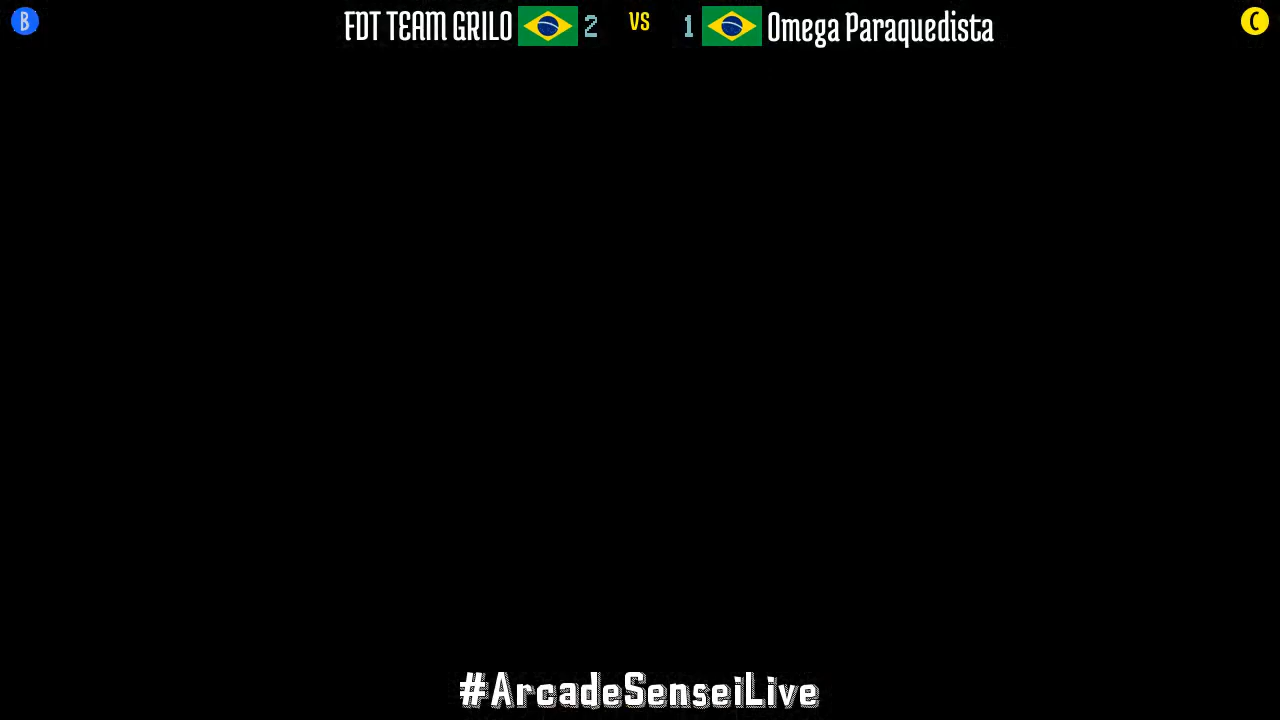 B FDT TEAM GRILO 2 VS 1 Omega Paraquedista C
#ArcadeSenseiLive